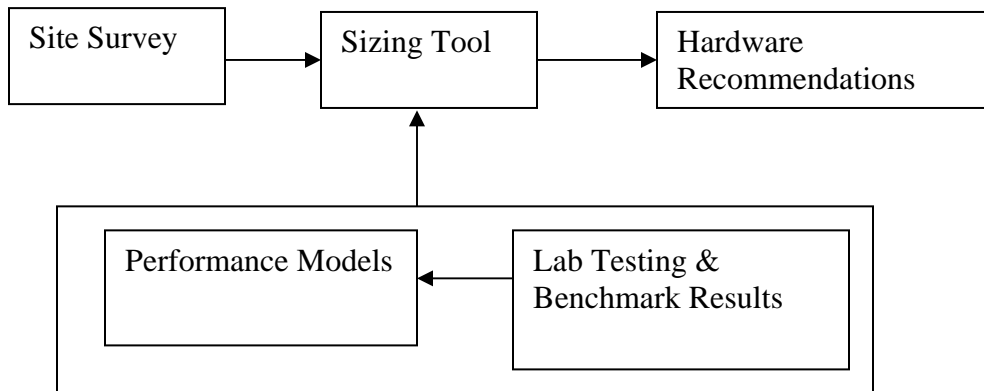 Site Survey
Sizing Tool
Hardware
Recommendations
Performance Models
Lab Testing &
Benchmark Results